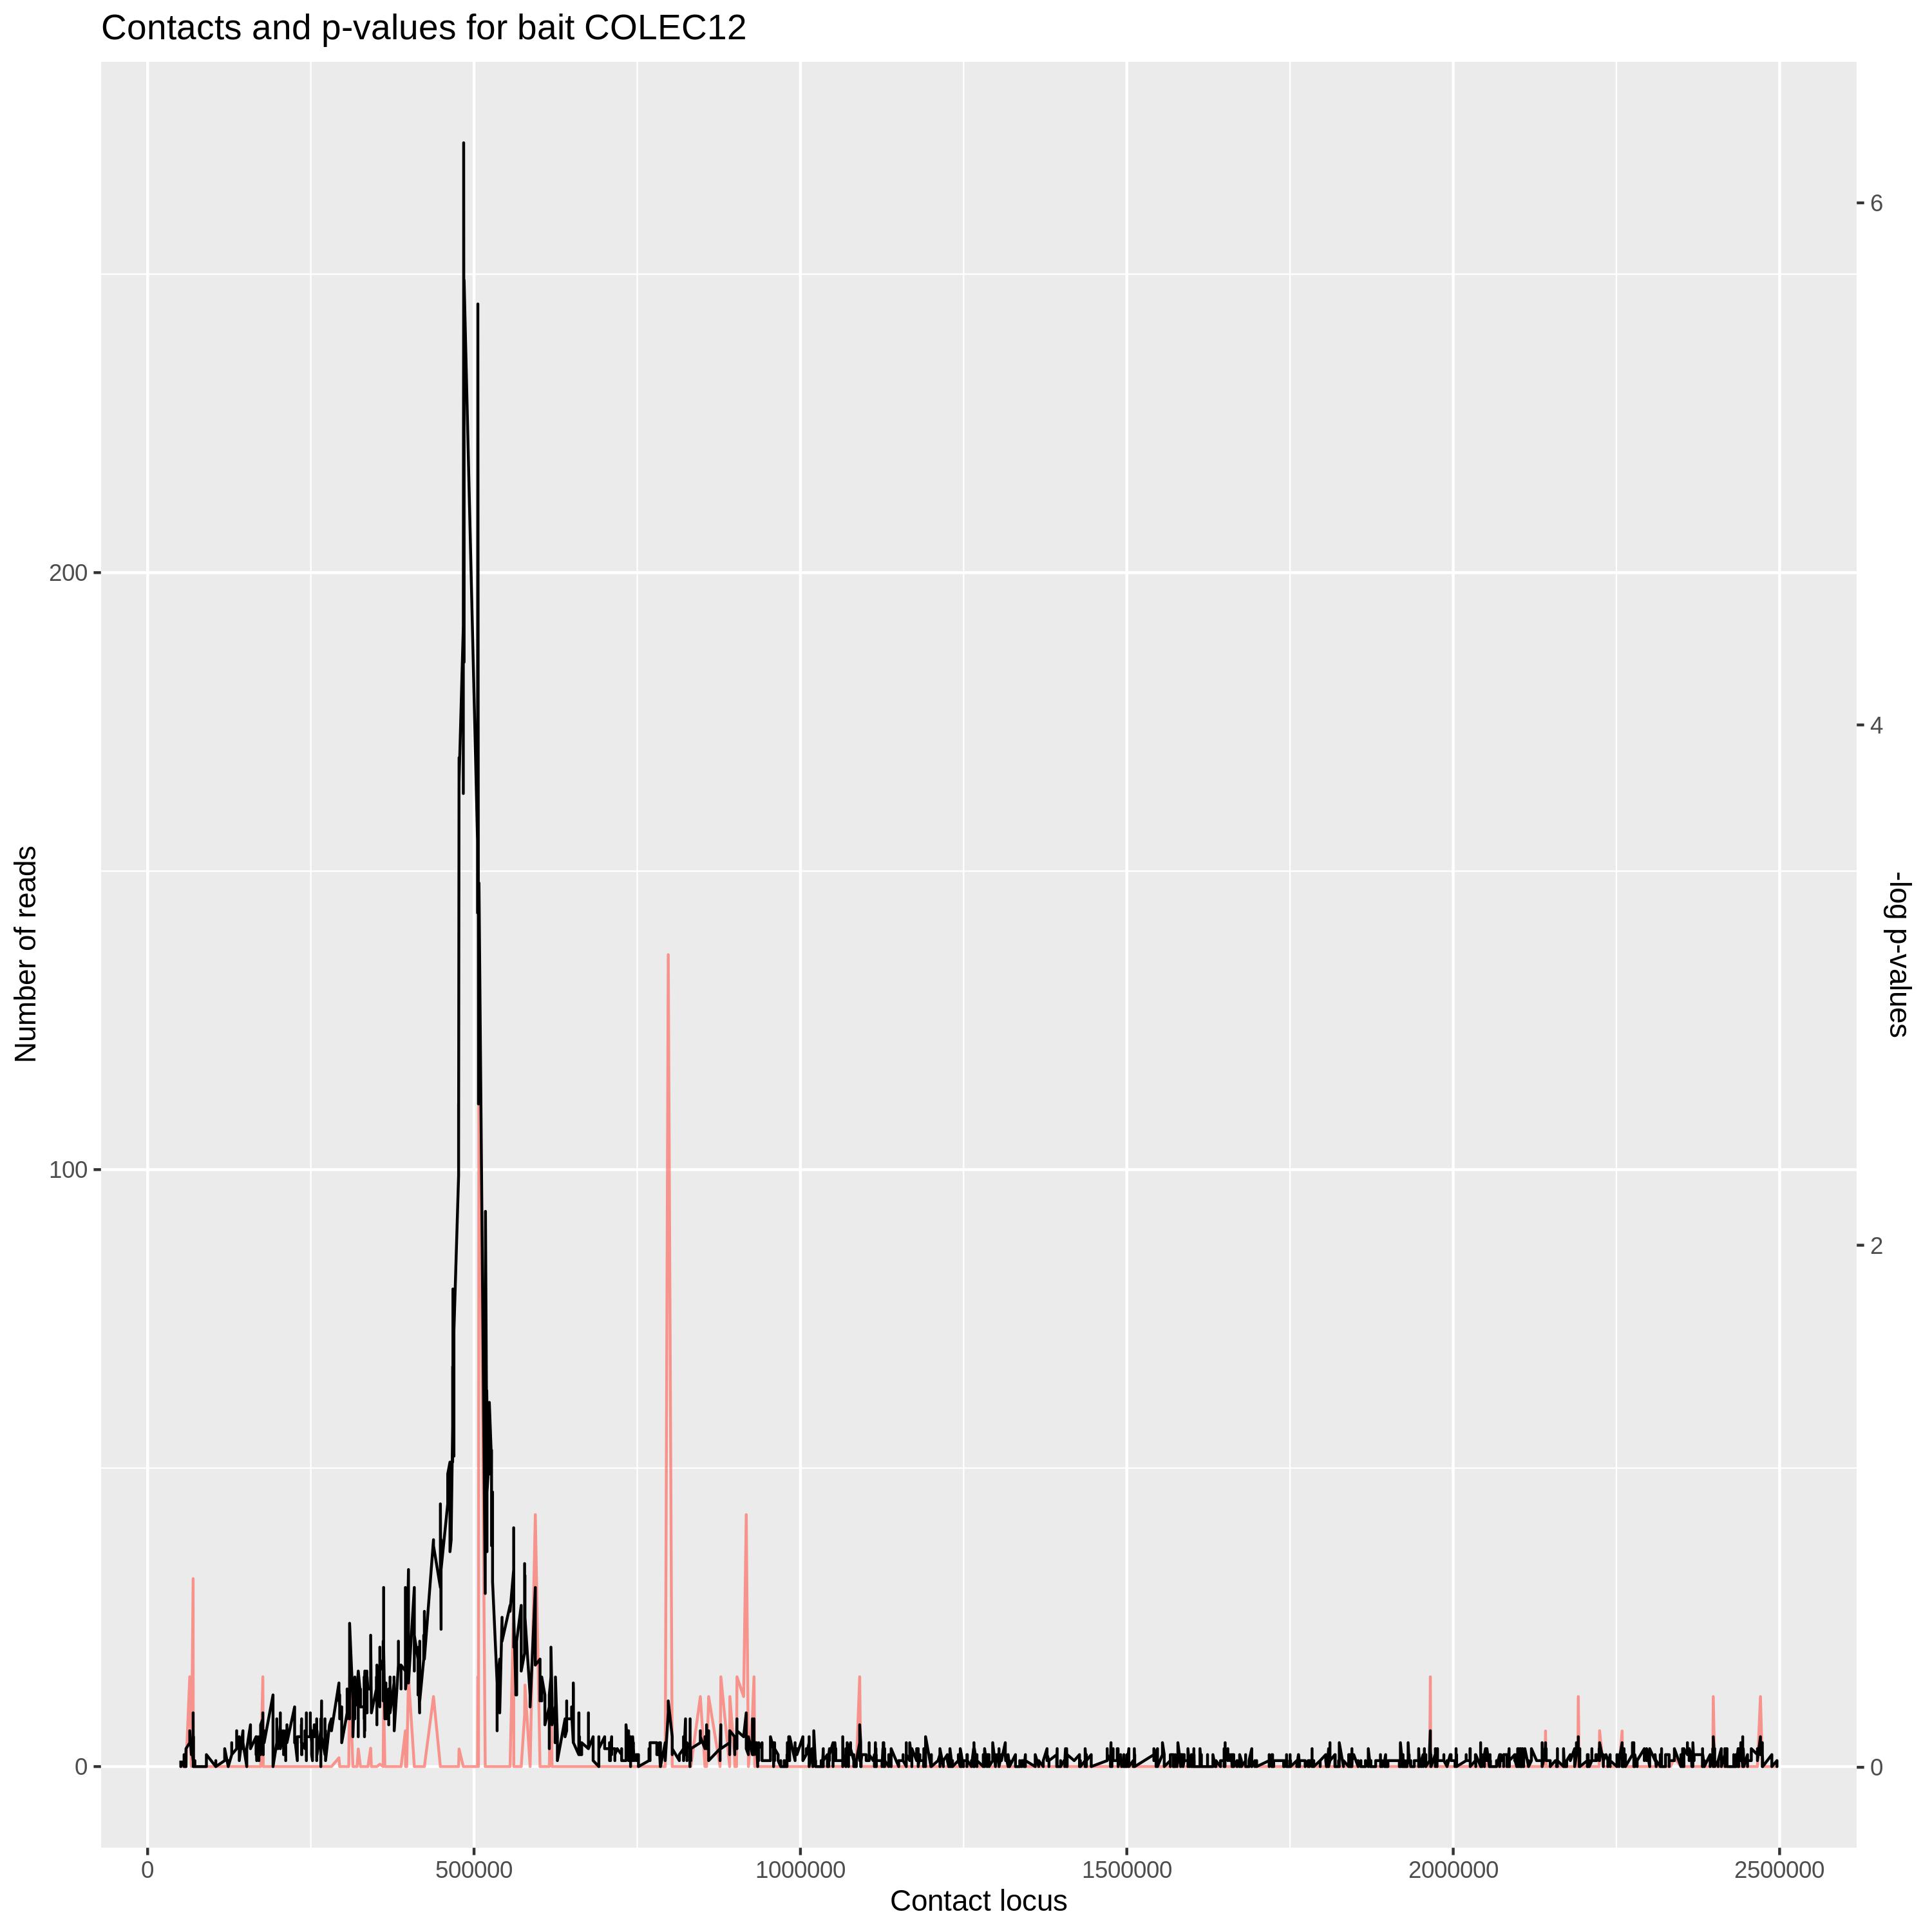 Contacts and p-values for bait COLEC12
Number of reads
200
100
0
6
4
2
0
-log p-values
0 500000 1000000 1500000 2000000 2500000
Contact locus